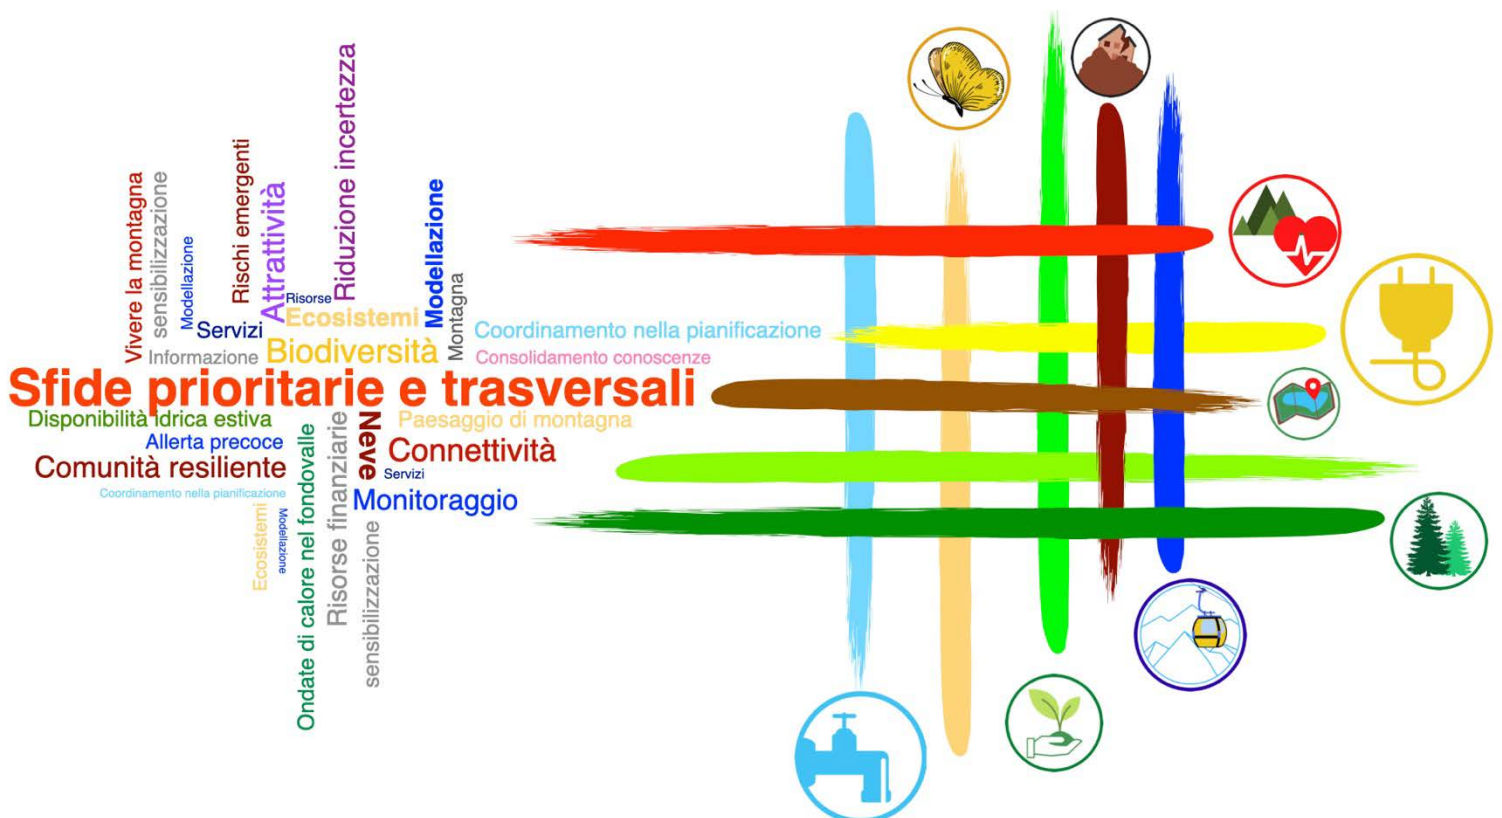 Vivere la montagna
sensibilizzazione
Modellazione
Rischi emergenti
Attrattività
Riduzione incertezza
Modellazione
Montagna
Risorse
Ecosistemi
Servizi
Coordinamento nella pianificazione
Informazione
Biodiversità
Consolidamento conoscenze
Sfide prioritarie e trasversali
Disponibilità idrica estiva
Paesaggio di montagna
Allerta precoce
Connettività
Comunità resiliente
Servizi
Coordinamento nella pianificazione
Monitoraggio
Neve
Ecosistemi
Modellazione
Ondate di calore nel fondovalle
Risorse finanziarie
sensibilizzazione